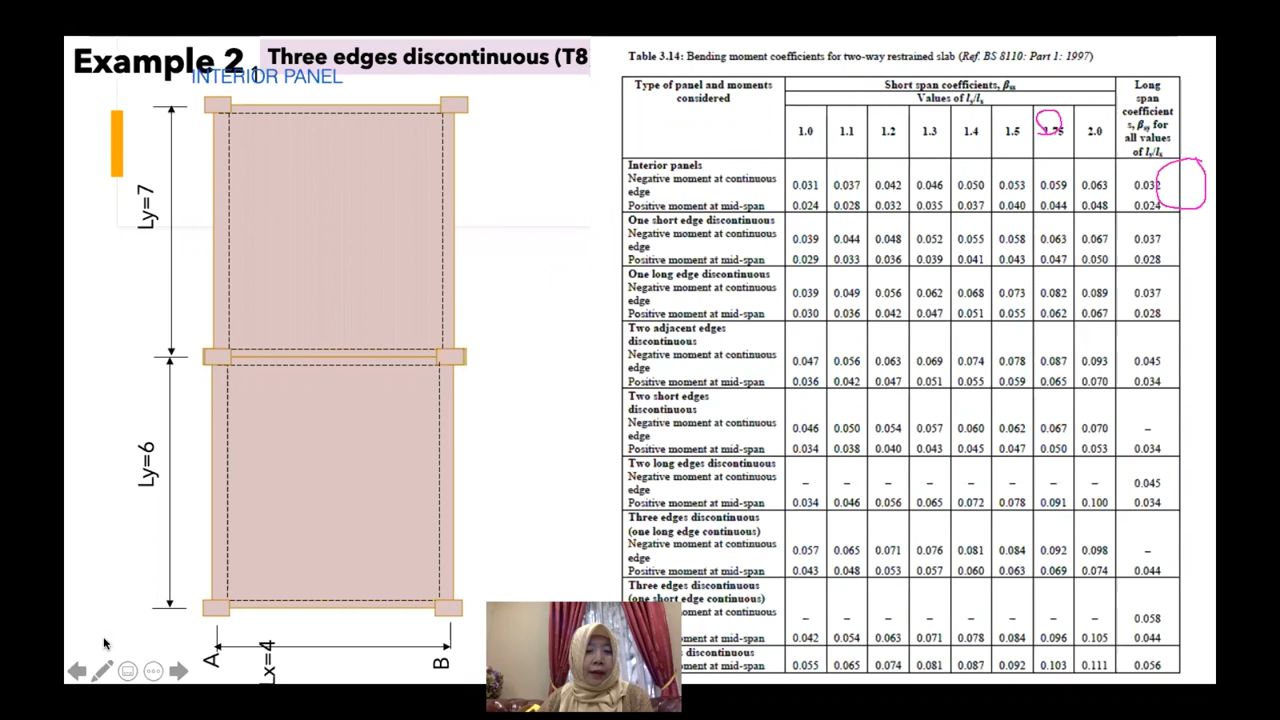 Example 2
Three edges discontinuous (T8
INTERIOR PANEL
Ly=7
Ly=6
A
Lx=4
B
Table 3.14: Bending moment coefficients for two-way restrained slab (Ref. BS 8110: Part 1: 1997)
Type of panel and moments considered
Short span coefficients, βsx
Values of ly/lx
1.0 1.1 1.2 1.3 1.4 1.5 1.75 2.0
Long
span
coefficient
s, βsy for
all values
of ly/lx
Interior panels
Negative moment at continuous
edge 0.031 0.037 0.042 0.046 0.050 0.053 0.059 0.063 0.032
Positive moment at mid-span 0.024 0.028 0.032 0.035 0.037 0.040 0.044 0.048 0.024
One short edge discontinuous
Negative moment at continuous
edge 0.039 0.044 0.048 0.052 0.055 0.058 0.063 0.067 0.037
Positive moment at mid-span 0.029 0.033 0.036 0.039 0.041 0.043 0.047 0.050 0.028
One long edge discontinuous
Negative moment at continuous
edge 0.039 0.049 0.056 0.062 0.068 0.073 0.082 0.089 0.037
Positive moment at mid-span 0.030 0.036 0.042 0.047 0.051 0.055 0.062 0.067 0.028
Two adjacent edges
discontinuous
Negative moment at continuous
edge 0.047 0.056 0.063 0.069 0.074 0.078 0.087 0.093 0.045
Positive moment at mid-span 0.036 0.042 0.047 0.051 0.055 0.059 0.065 0.070 0.034
Two short edges
discontinuous
Negative moment at continuous
edge 0.046 0.050 0.054 0.057 0.060 0.062 0.067 0.070 –
Positive moment at mid-span 0.034 0.038 0.040 0.043 0.045 0.047 0.050 0.053 0.034
Two long edges discontinuous
Negative moment at continuous
edge – – – – – – – – 0.045
Positive moment at mid-span 0.034 0.046 0.056 0.065 0.072 0.078 0.091 0.100 0.034
Three edges discontinuous
(one long edge continuous)
Negative moment at continuous
edge 0.057 0.065 0.071 0.076 0.081 0.084 0.092 0.098 –
Positive moment at mid-span 0.043 0.048 0.053 0.057 0.060 0.063 0.069 0.074 0.044
Three edges discontinuous
(one short edge continuous)
moment at continuous
– – – – – – – – 0.058
moment at mid-span 0.042 0.054 0.063 0.071 0.078 0.084 0.096 0.105 0.044
discontinuous
moment at mid-span 0.055 0.065 0.074 0.081 0.087 0.092 0.103 0.111 0.056